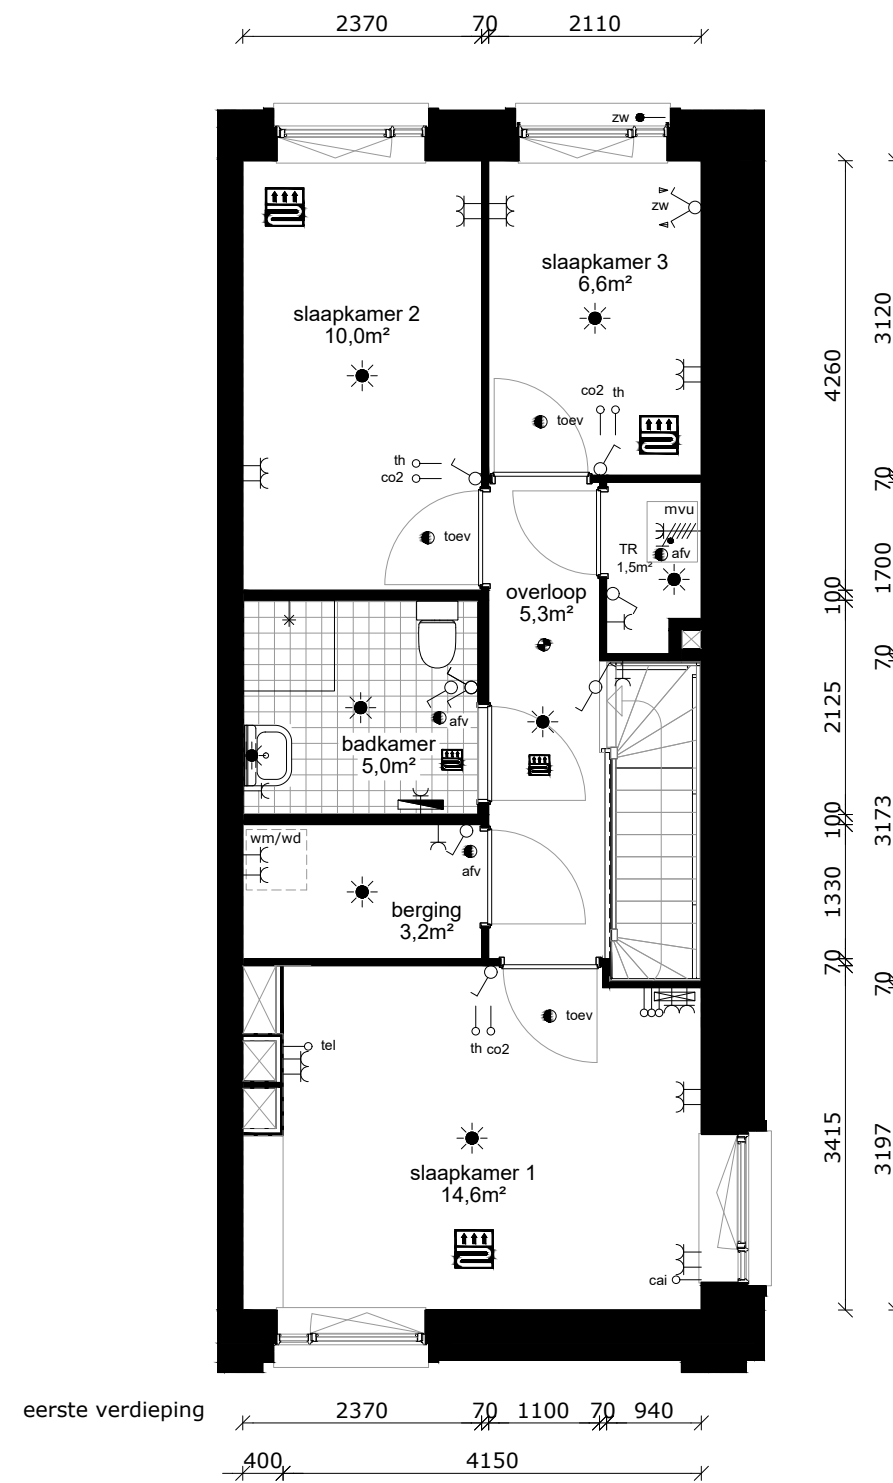 2370 70 2110
zw
zw
slaapkamer 3
6,6m²
slaapkamer 2
10,0m²
3120
4260
co2 th
toev
th
co2
toev
70
mvu
TR
1,5m²
afv
overloop
5,3m²
1700
100
70
afv
badkamer
5,0m²
2125
100
3173
wm/wd
afv
berging
3,2m²
1330
70
70
toev
th co2
tel
slaapkamer 1
14,6m²
3415
3197
cai
eerste verdieping
2370 70 1100 70 940
400 4150